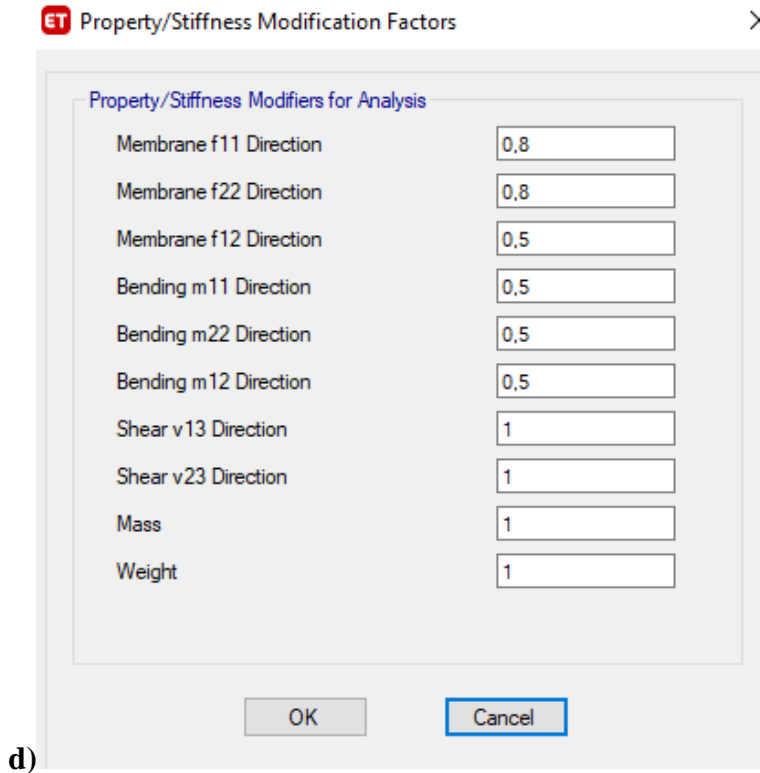 ET Property/Stiffness Modification Factors
Property/Stiffness Modifiers for Analysis
Membrane f11 Direction 0,8
Membrane f22 Direction 0,8
Membrane f12 Direction 0,5
Bending m11 Direction 0,5
Bending m22 Direction 0,5
Bending m12 Direction 0,5
Shear v13 Direction 1
Shear v23 Direction 1
Mass 1
Weight 1
OK Cancel
d)